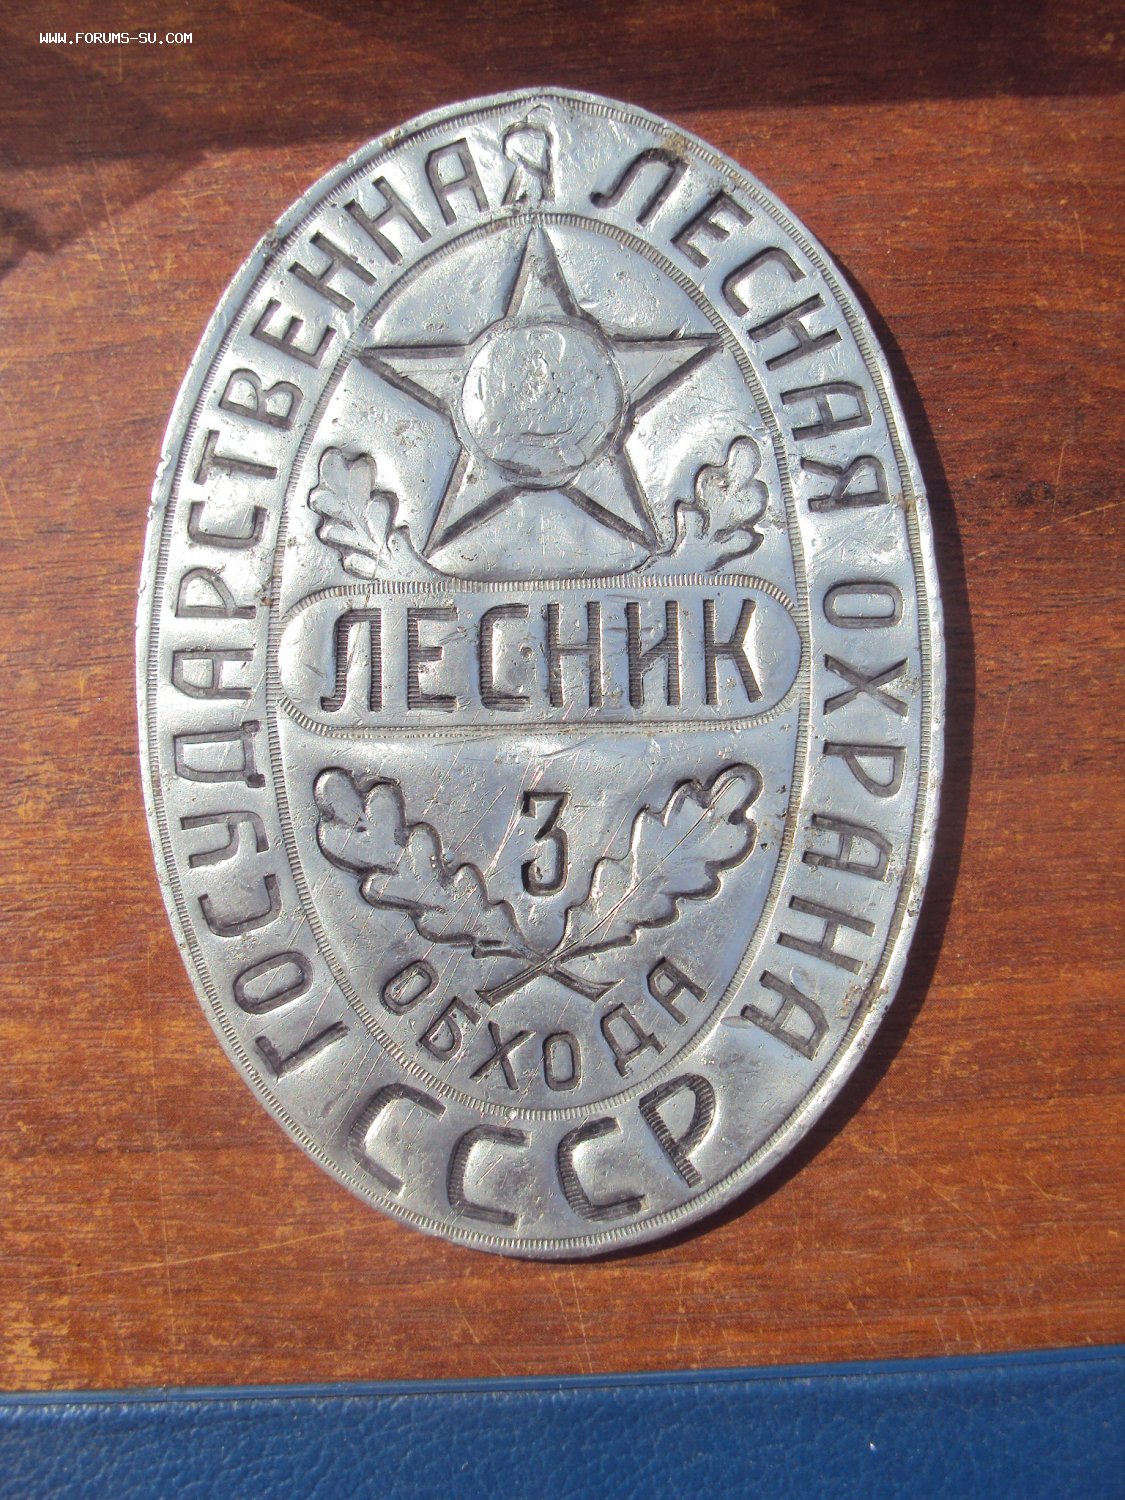 WWW.FORUMS-SU.COM
ГОСУДАРСТВЕННАЯ ЛЕСНАЯ ОХРАНА
ЛЕСНИК
3
ОБХОДА
СССР